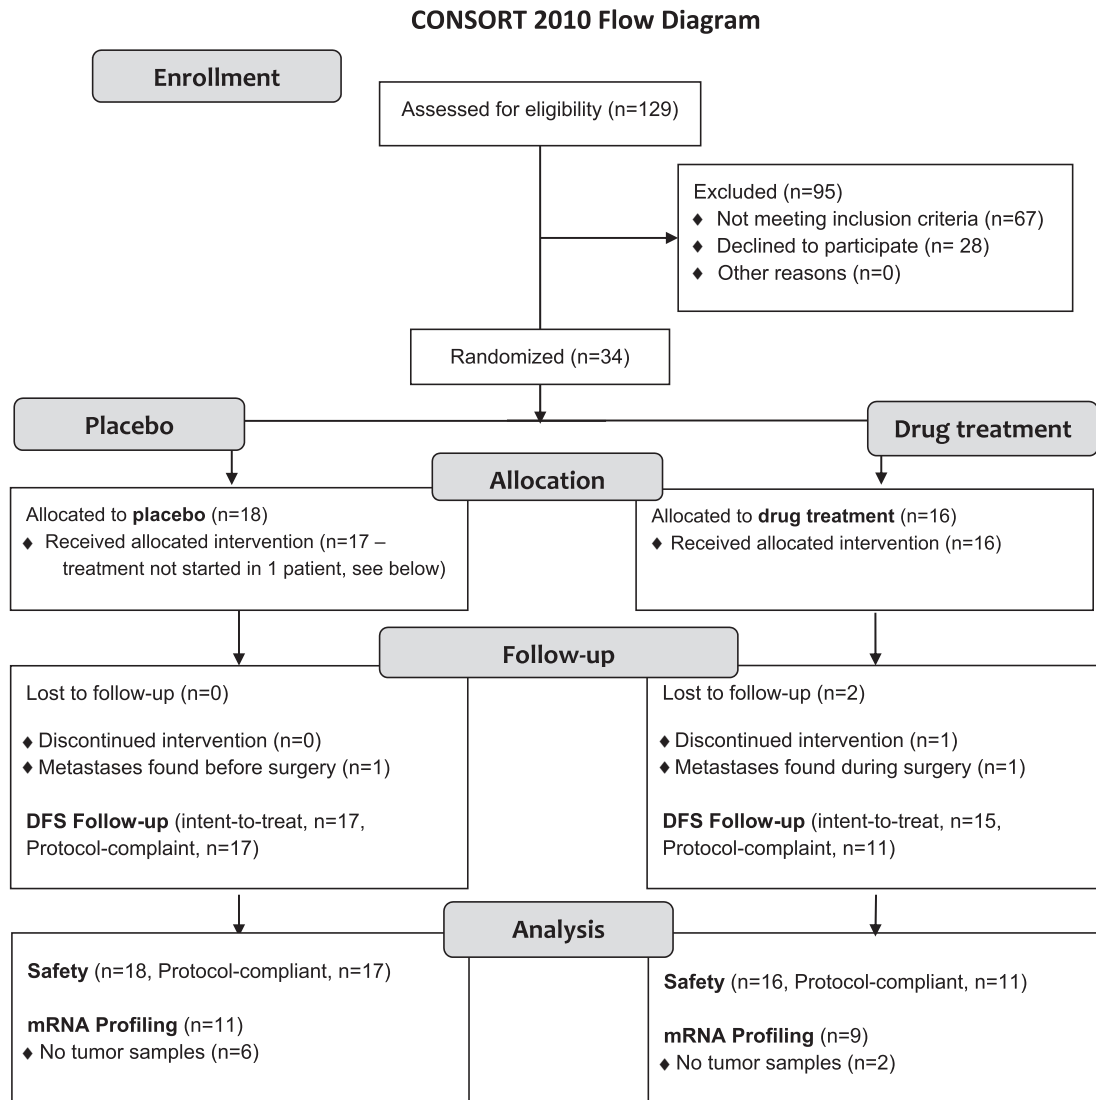 CONSORT 2010 Flow Diagram
Enrollment
Assessed for eligibility (n=129)
Excluded (n=95)
♦ Not meeting inclusion criteria (n=67)
♦ Declined to participate (n= 28)
♦ Other reasons (n=0)
Randomized (n=34)
Placebo
Drug treatment
Allocation
Allocated to placebo (n=18)
♦ Received allocated intervention (n=17 –
treatment not started in 1 patient, see below)
Allocated to drug treatment (n=16)
♦ Received allocated intervention (n=16)
Follow-up
Lost to follow-up (n=0)
♦ Discontinued intervention (n=0)
♦ Metastases found before surgery (n=1)
DFS Follow-up (intent-to-treat, n=17,
Protocol-complaint, n=17)
Lost to follow-up (n=2)
♦ Discontinued intervention (n=1)
♦ Metastases found during surgery (n=1)
DFS Follow-up (intent-to-treat, n=15,
Protocol-complaint, n=11)
Analysis
Safety (n=18, Protocol-compliant, n=17)
mRNA Profiling (n=11)
♦ No tumor samples (n=6)
Safety (n=16, Protocol-compliant, n=11)
mRNA Profiling (n=9)
♦ No tumor samples (n=2)